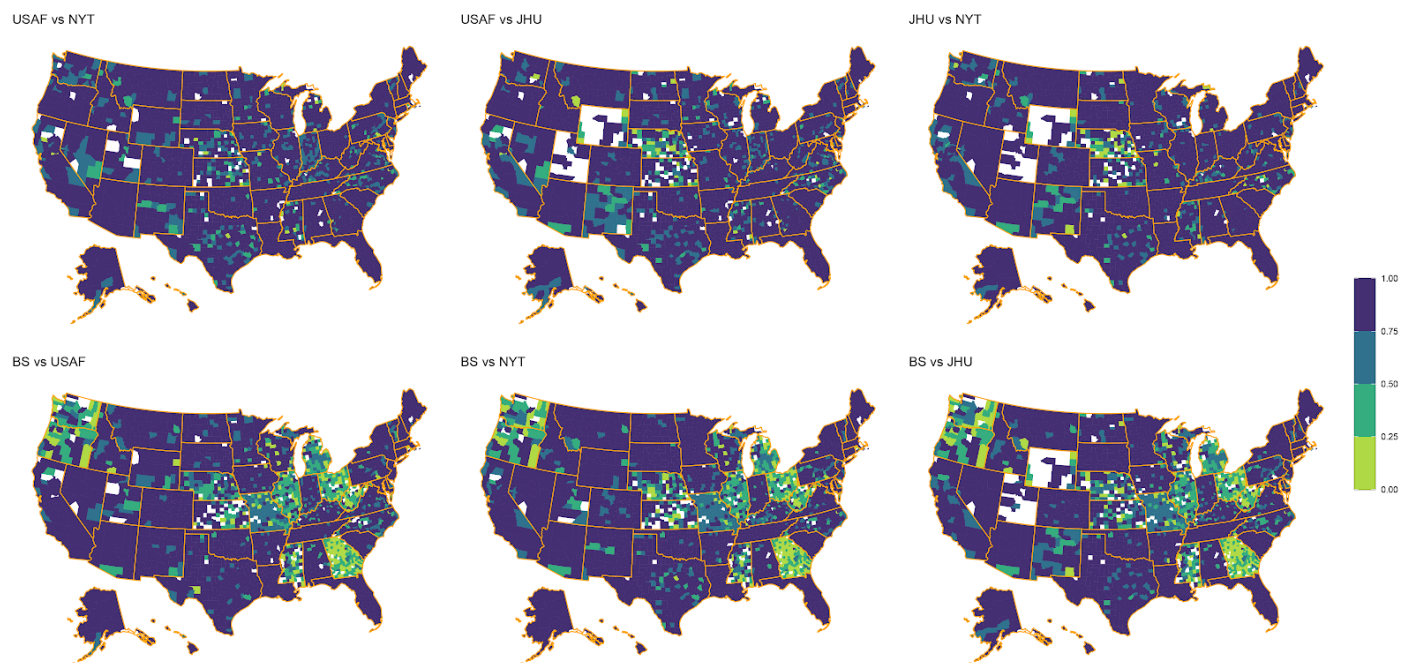 USAF vs NYT
USAF vs JHU
JHU vs NYT
1.00
0.75
0.50
0.25
0.00
BS vs USAF
BS vs NYT
BS vs JHU